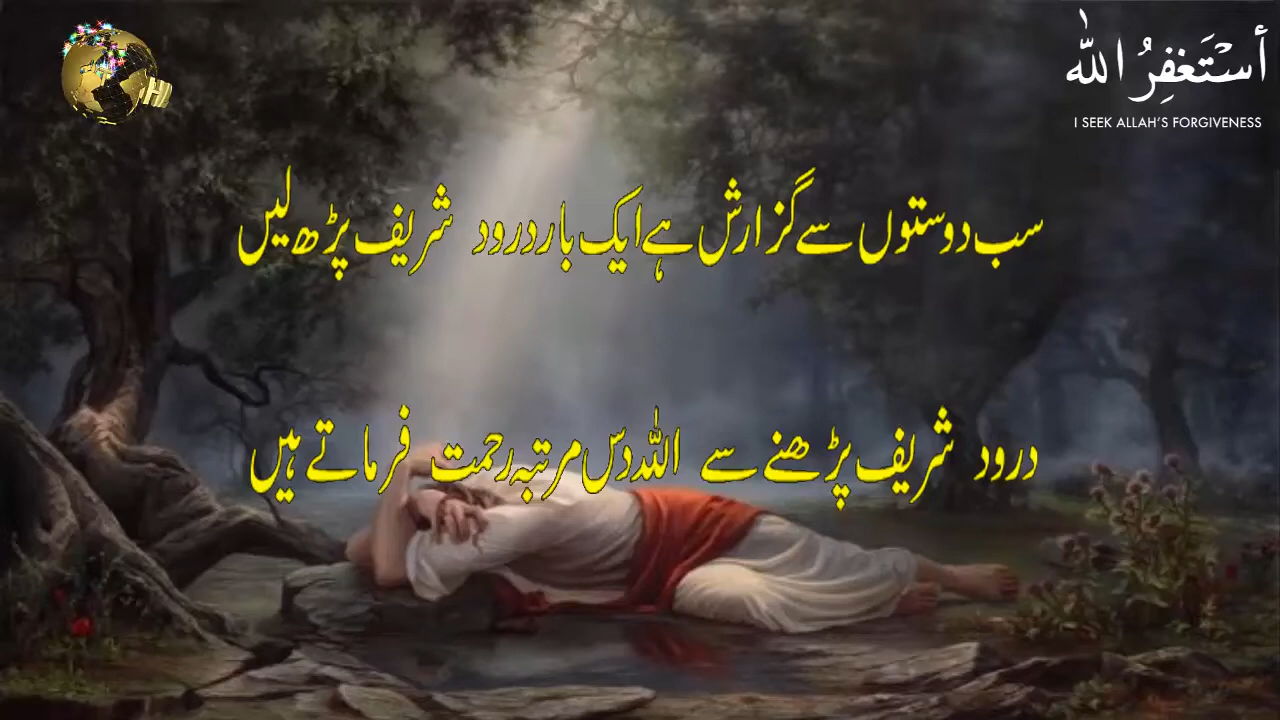 أَسْتَغْفِرُ اللّٰه
I SEEK ALLAH'S FORGIVENESS
سب دوستوں سے گزارش ہے ایک بار درود شریف پڑھ لیں
درود شریف پڑھنے سے اللہ دس مرتبہ رحمت فرماتے ہیں